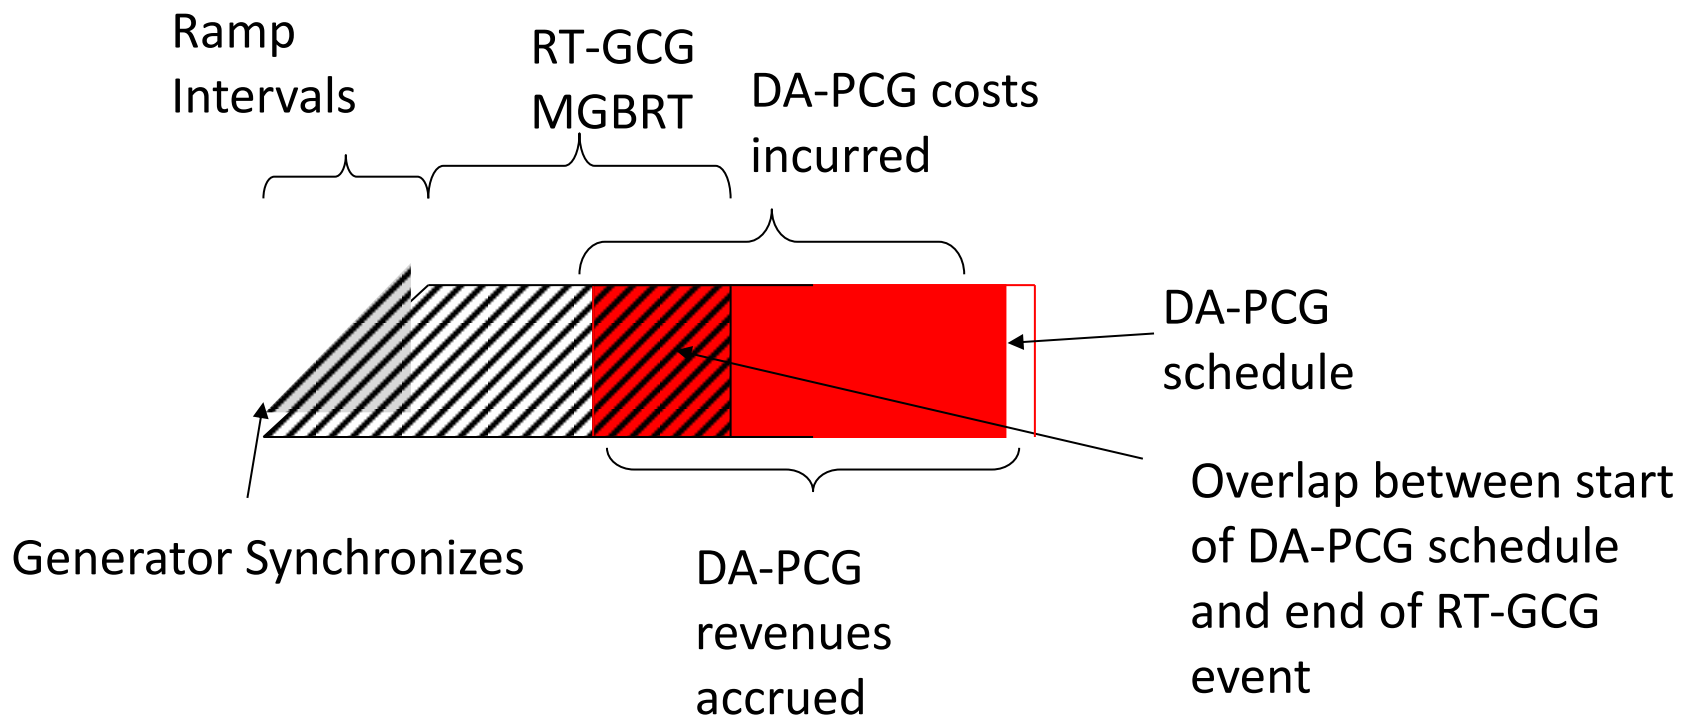 Ramp
Intervals
RT-GCG
MGBRT
DA-PCG costs
incurred
DA-PCG
schedule
Overlap between start
of DA-PCG schedule
and end of RT-GCG
event
Generator Synchronizes
DA-PCG
revenues
accrued